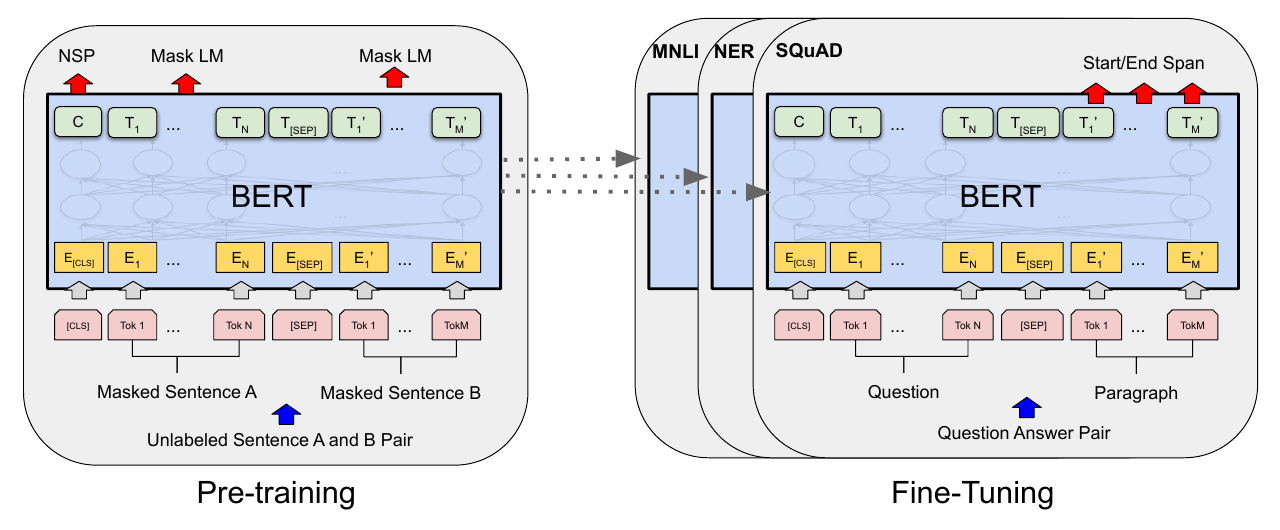 NSP Mask LM Mask LM
C T1 ... TN T[SEP] T1’ ... TM’
...
BERT
...
E[CLS] E1 ... EN E[SEP] E1’ ... EM’
[CLS] Tok 1 ... Tok N [SEP] Tok 1 ... TokM
Masked Sentence A Masked Sentence B
Unlabeled Sentence A and B Pair
Pre-training
MNLI NER SQuAD
Start/End Span
C T1 ... TN T[SEP] T1’ ... TM’
...
BERT
...
E[CLS] E1 ... EN E[SEP] E1’ ... EM’
[CLS] Tok 1 ... Tok N [SEP] Tok 1 ... TokM
Question Paragraph
Question Answer Pair
Fine-Tuning